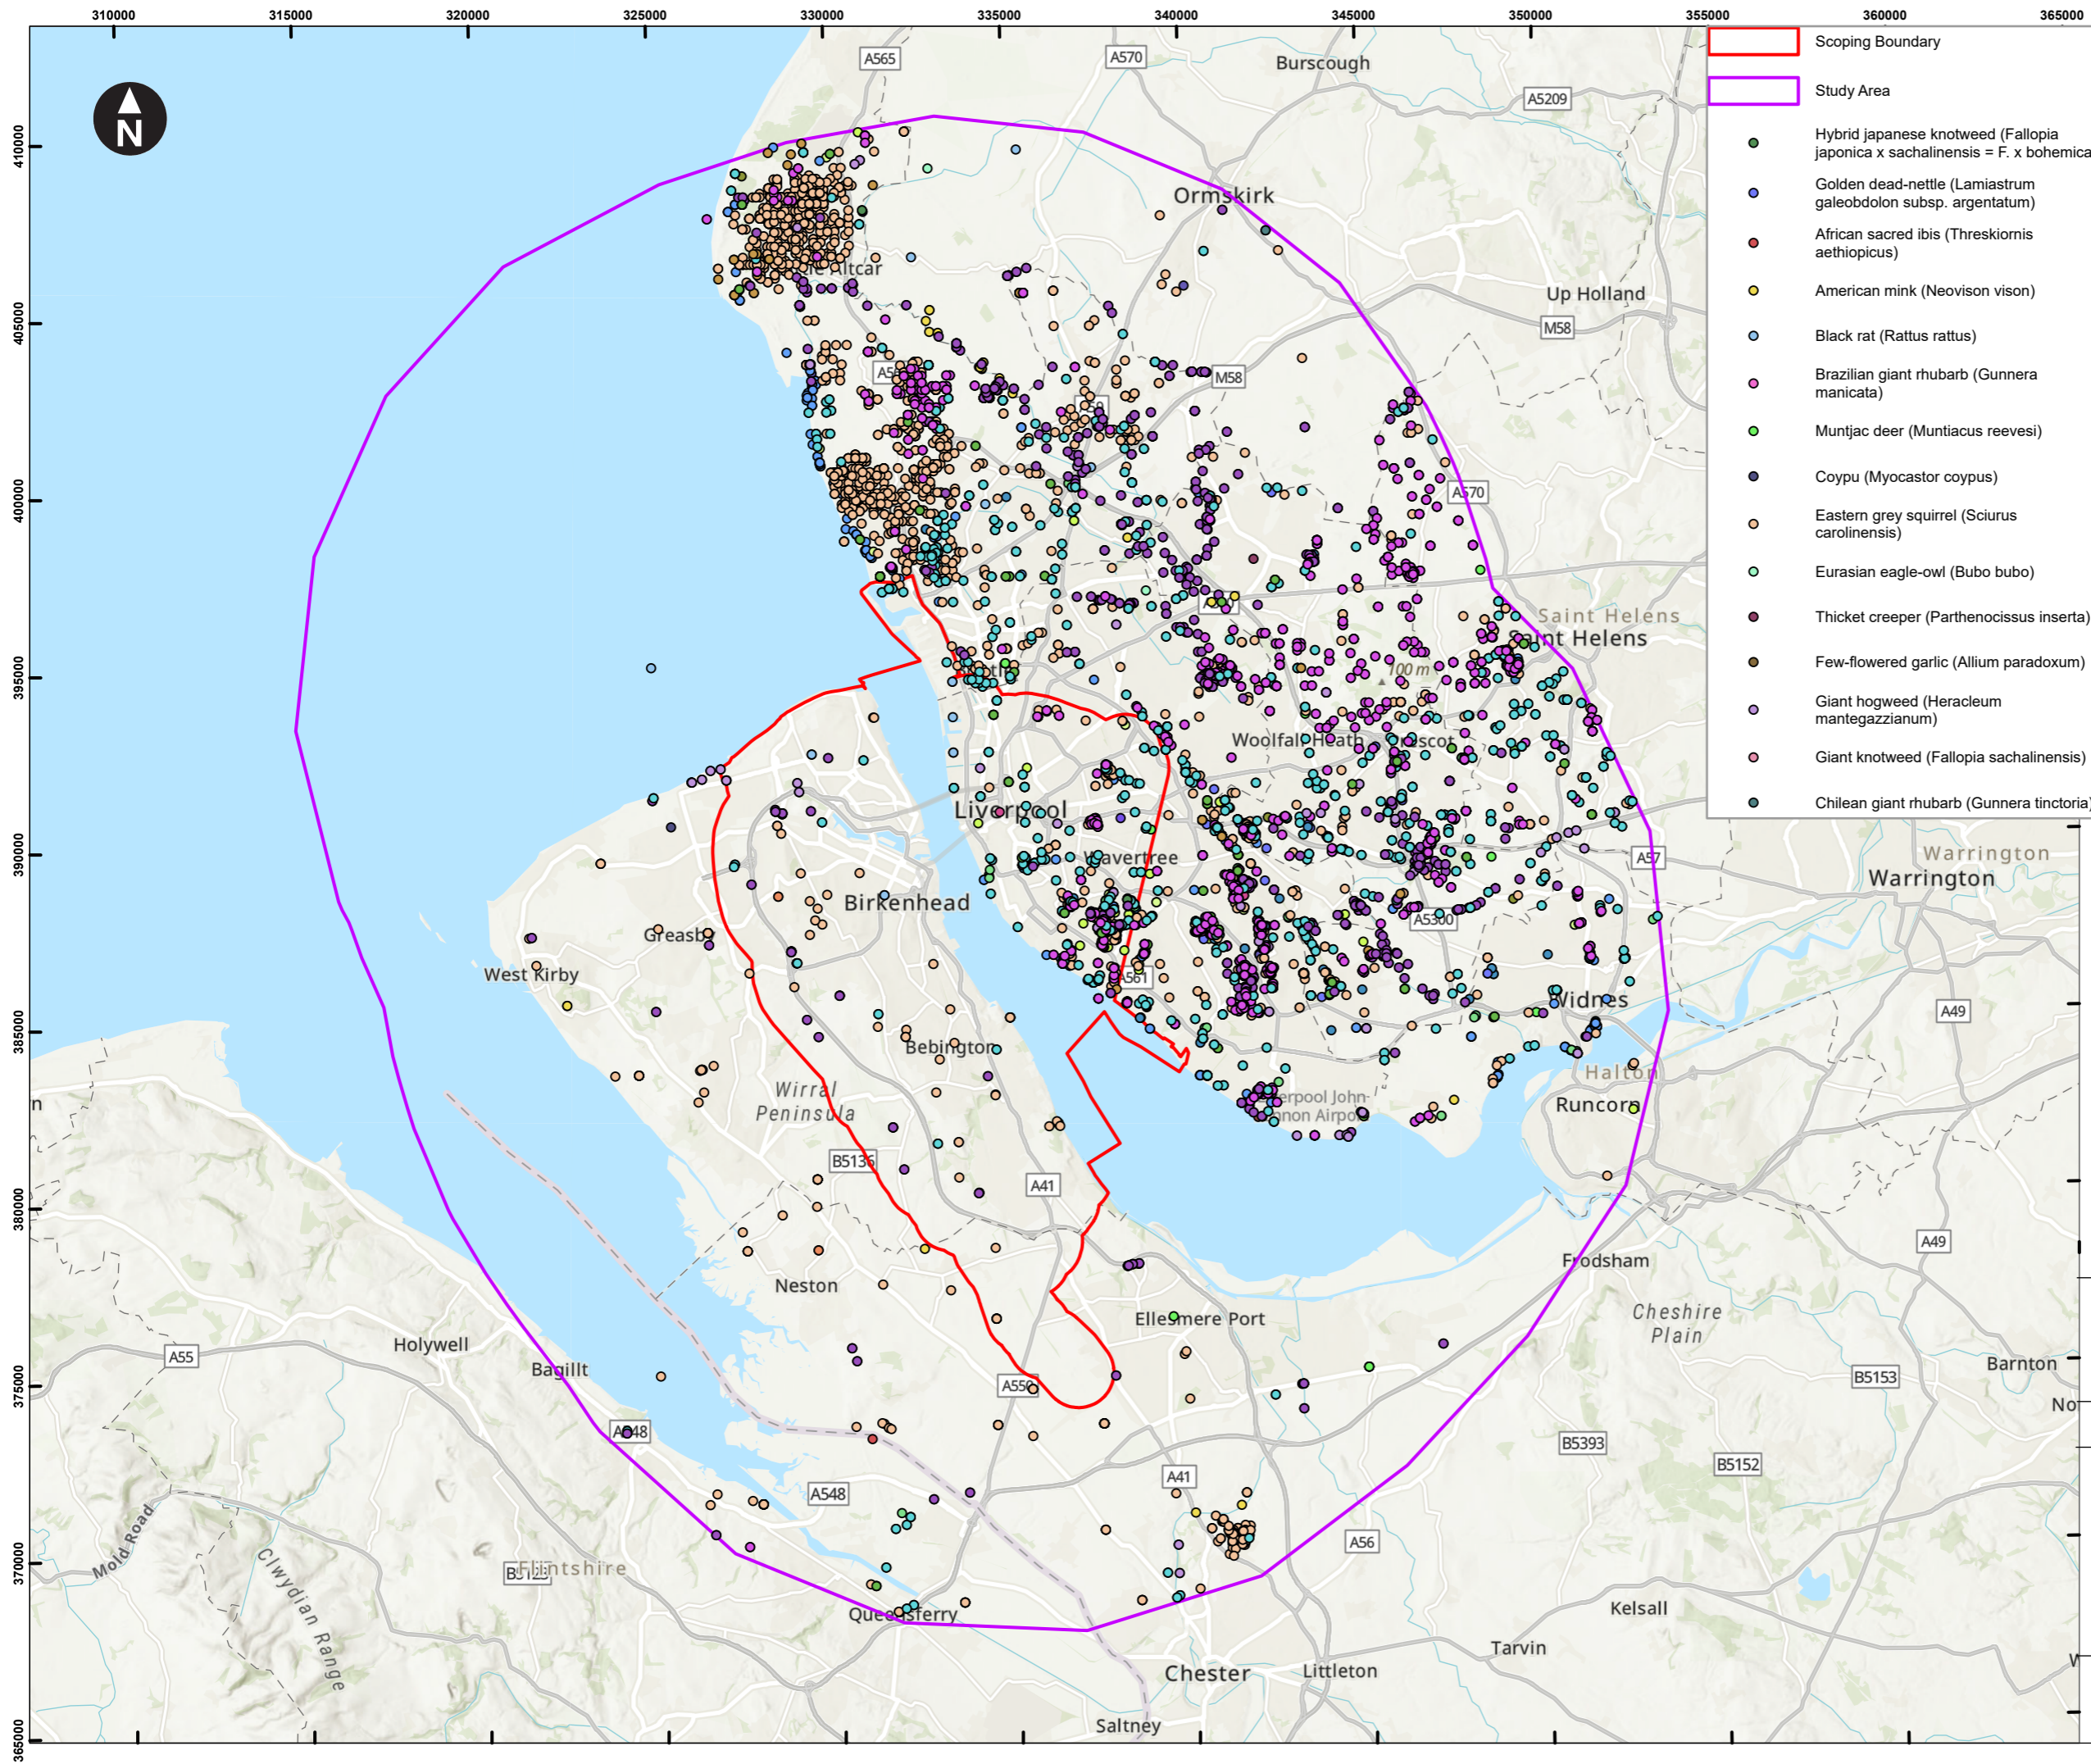 310000 315000 320000 325000 330000 335000 340000 345000 350000 355000 360000 365000
410000
405000
400000
395000
390000
385000
380000
375000
370000
365000
N
Scoping Boundary
Study Area
Hybrid japanese knotweed (Fallopia
japonica x sachalinensis = F. x bohemica
Golden dead-nettle (Lamiastrum
galeobdolon subsp. argentatum)
African sacred ibis (Threskiornis
aethiopicus)
American mink (Neovison vison)
Black rat (Rattus rattus)
Brazilian giant rhubarb (Gunnera
manicata)
Muntjac deer (Muntiacus reevesi)
Coypu (Myocastor coypus)
Eastern grey squirrel (Sciurus
carolinensis)
Eurasian eagle-owl (Bubo bubo)
Thicket creeper (Parthenocissus inserta)
Few-flowered garlic (Allium paradoxum)
Giant hogweed (Heracleum
mantegazzianum)
Giant knotweed (Fallopia sachalinensis)
Chilean giant rhubarb (Gunnera tinctoria)
A565
A570
Burscough
A5209
Ormskirk
Altcar
Up Holland
M58
M58
A570
Saint Helens
Saint Helens
100 m
Woolfall Heath
Liverpool
Wavertree
A57
Warrington
Warrington
Birkenhead
A5300
Greasby
West Kirby
A561
Widnes
A49
Bebington
Halton
Wirral
Peninsula
Runcorn
B5136
A41
A49
Frodsham
Neston
Cheshire
Plain
Ellesmere Port
Holywell
A55
Bagillt
Barnton
B5153
A550
No
A548
B5393
B5152
A41
A548
Mold Road
A56
Clwydian Range
Flintshire
Queensferry
Kelsall
Tarvin
Chester
Littleton
Saltney